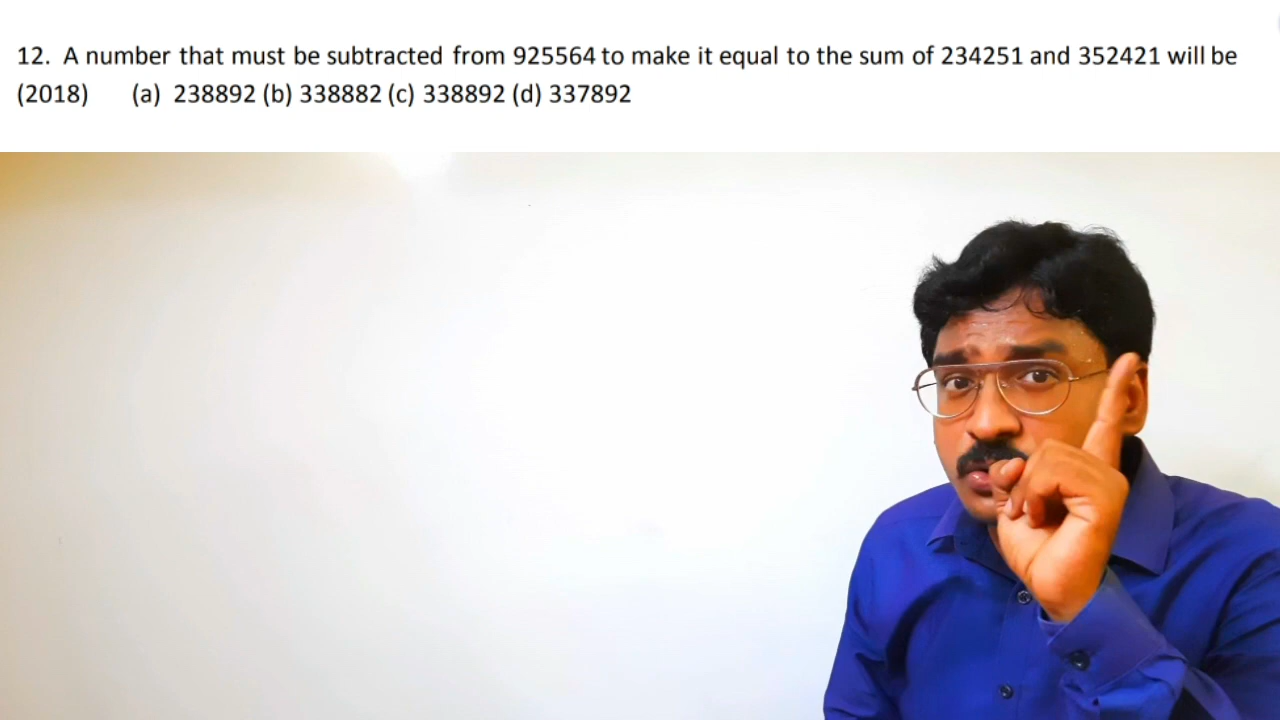 12. A number that must be subtracted from 925564 to make it equal to the sum of 234251 and 352421 will be
(2018) (a) 238892 (b) 338882 (c) 338892 (d) 337892